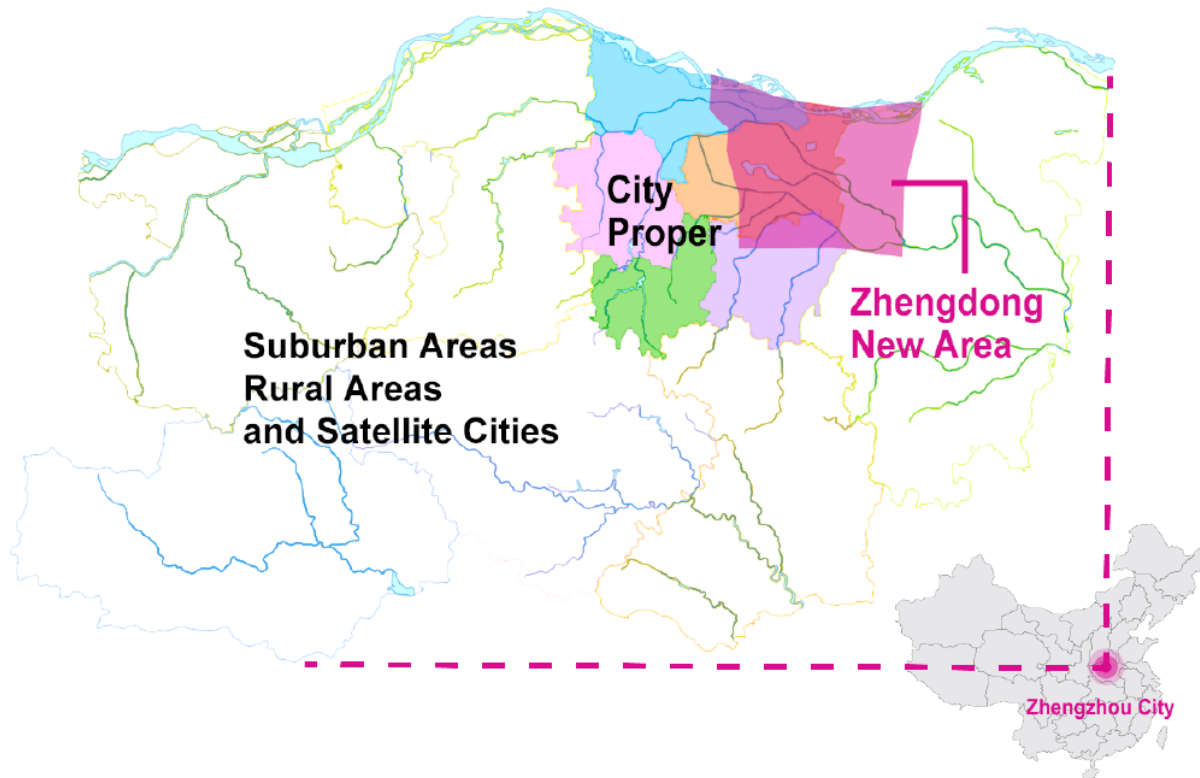 City
Proper
Zhengdong
New Area
Suburban Areas
Rural Areas
and Satellite Cities
Zhengzhou City